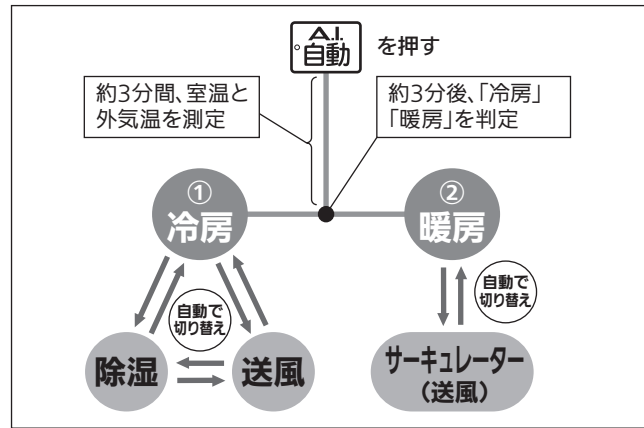 A.I.
自動
を押す
約3分間、室温と
外気温を測定
約3分後、「冷房」
「暖房」を判定
①
冷房
②
暖房
自動で
切り替え
自動で
切り替え
除湿
送風
サーキュレーター
(送風)